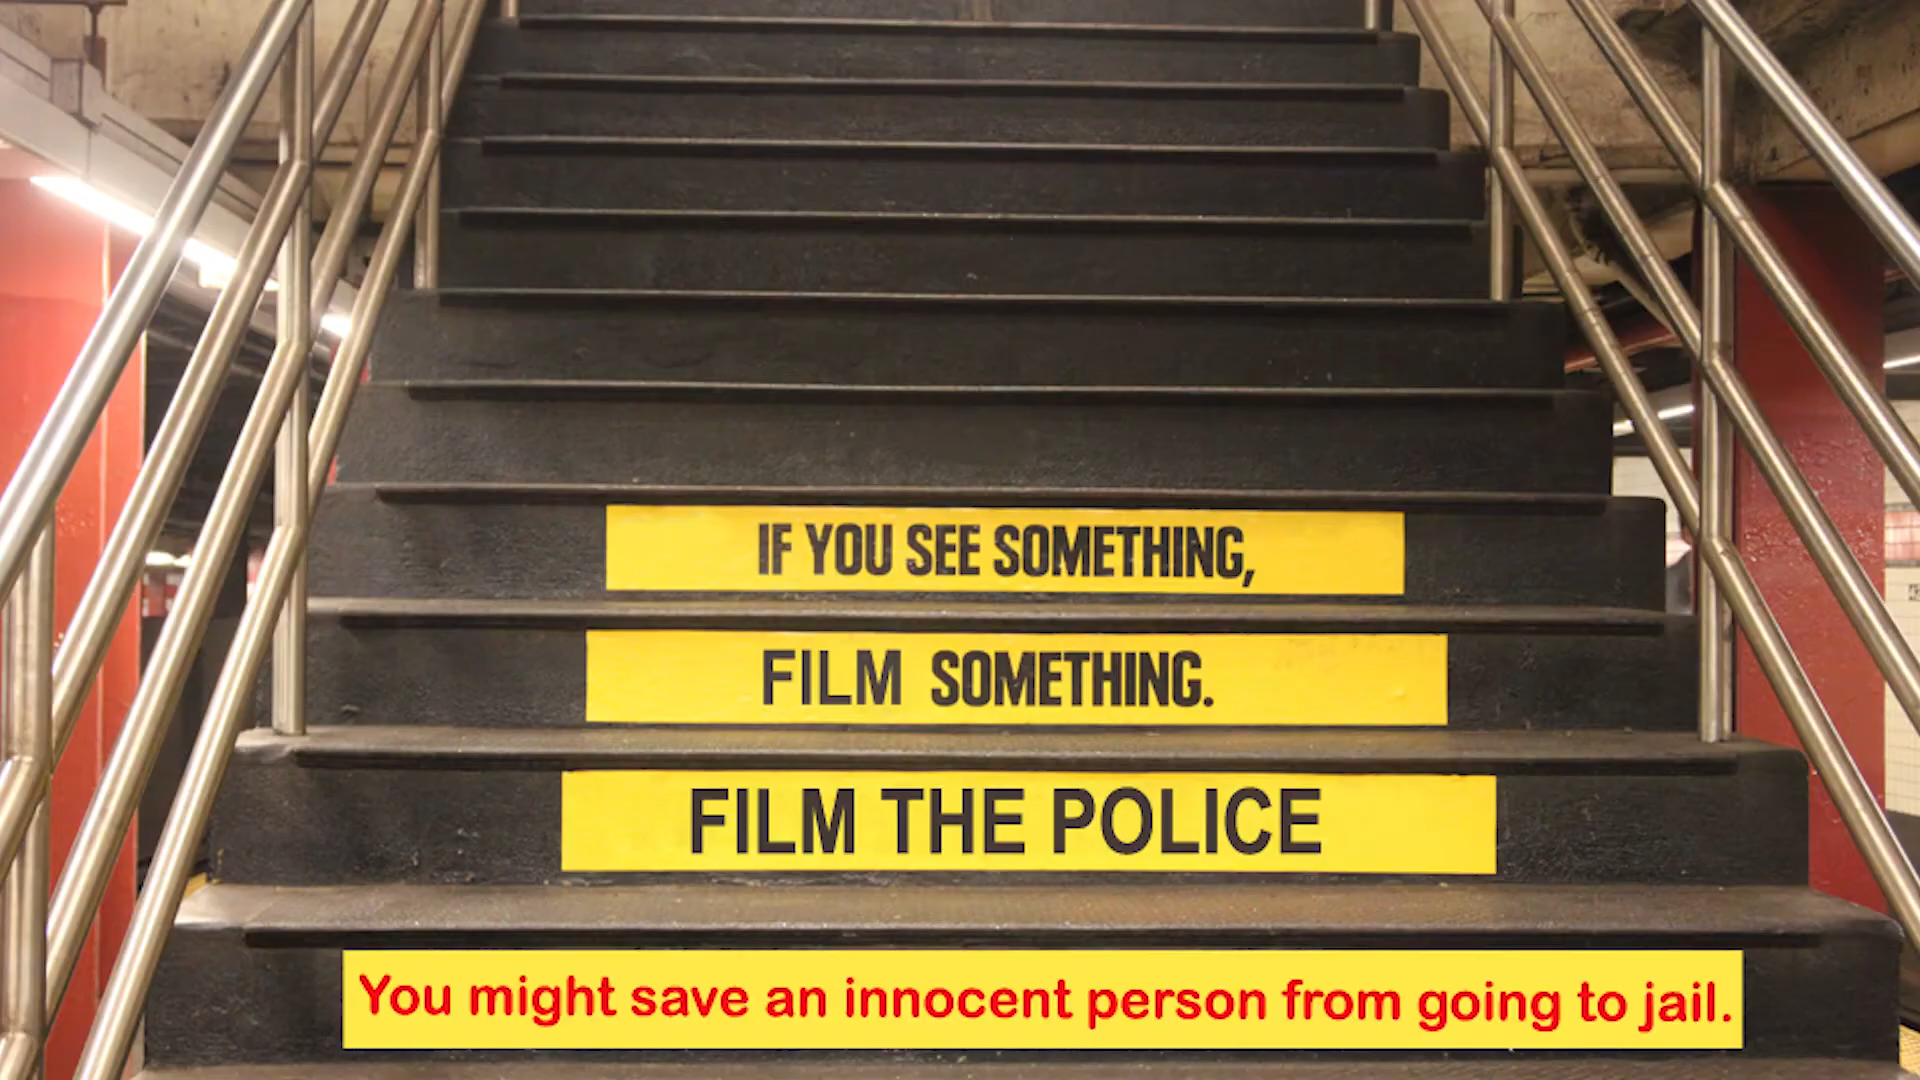 IF YOU SEE SOMETHING,
FILM SOMETHING.
FILM THE POLICE
You might save an innocent person from going to jail.